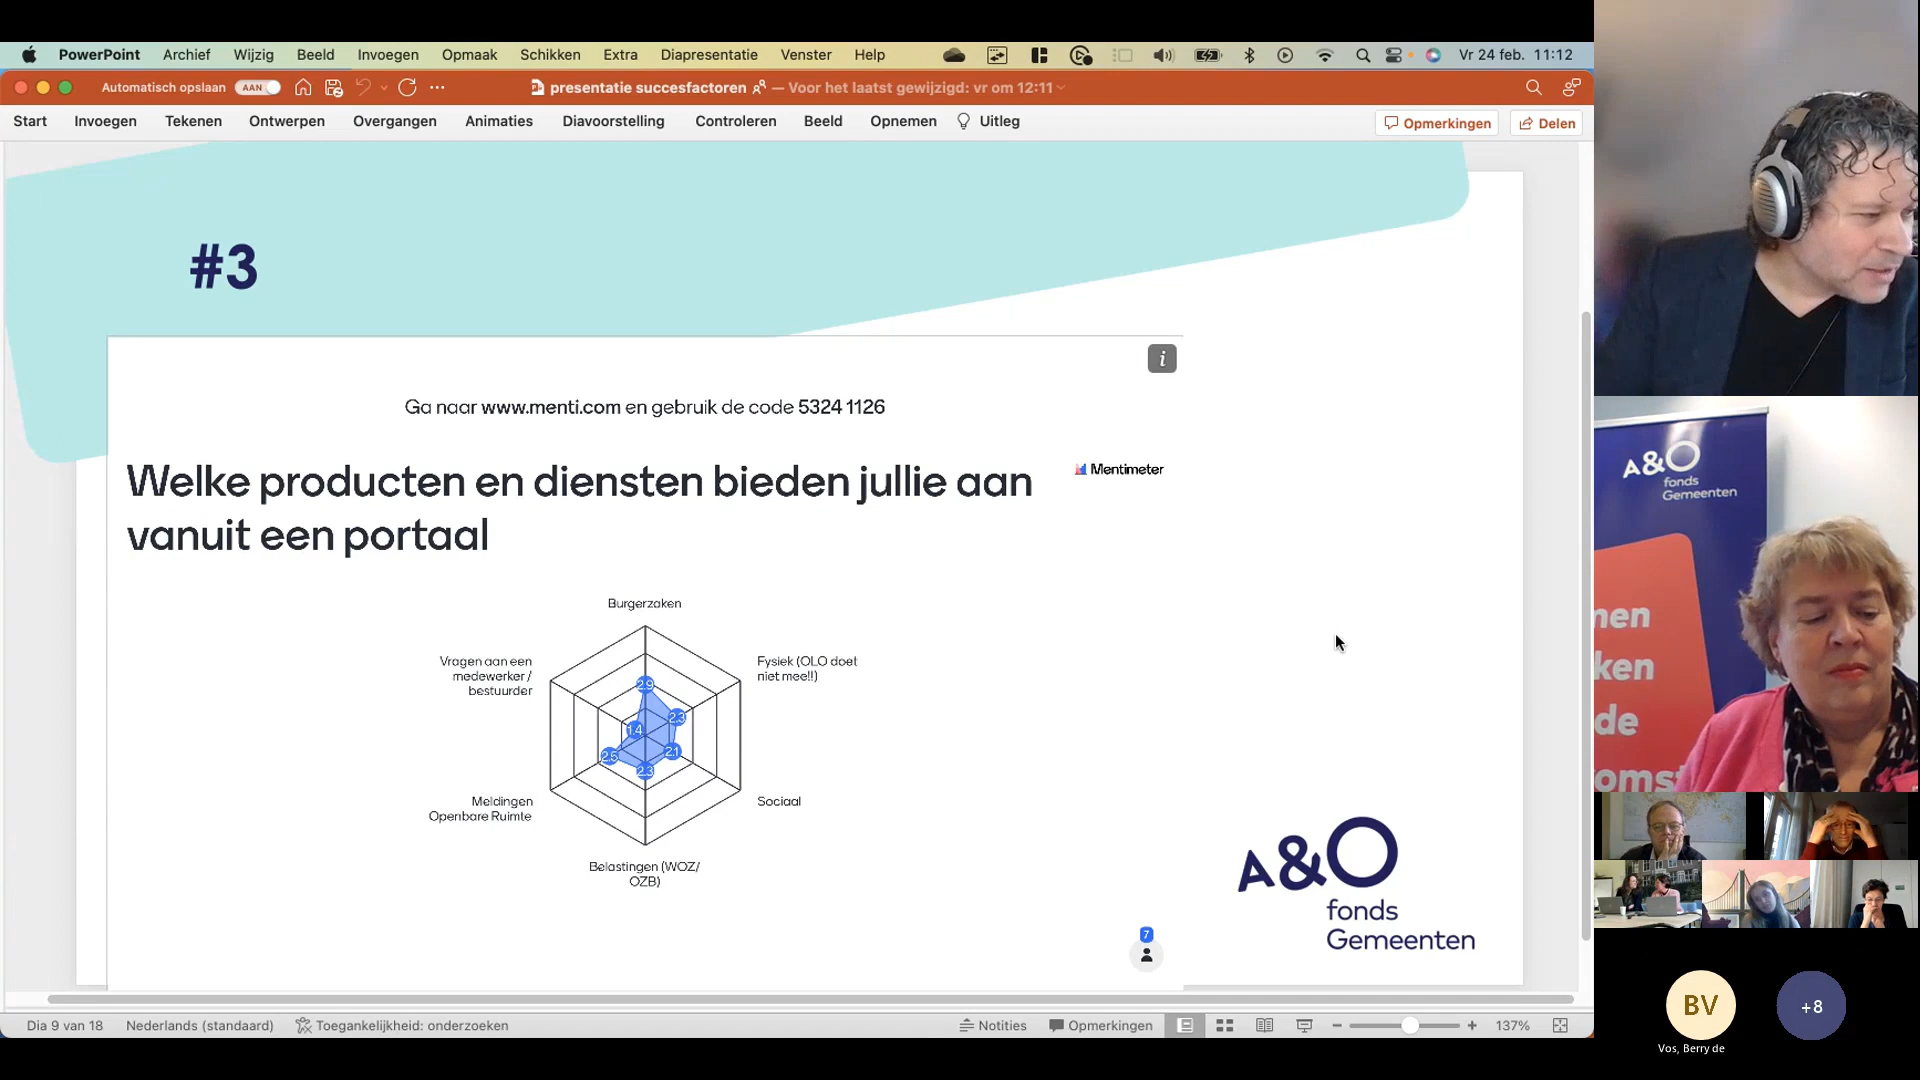 PowerPoint Archief Wijzig Beeld Invoegen Opmaak Schikken Extra Diapresentatie Venster Help Vr 24 feb. 11:12
Automatisch opslaan AAN ... presentatie succesfactoren — Voor het laatst gewijzigd: vr om 12:11
Start Invoegen Tekenen Ontwerpen Overgangen Animaties Diavoorstelling Controleren Beeld Opnemen Uitleg Opmerkingen Delen
#3
i
Ga naar www.menti.com en gebruik de code 5324 1126
Welke producten en diensten bieden jullie aan
vanuit een portaal
Mentimeter
Burgerzaken
Vragen aan een
medewerker /
bestuurder
Fysiek (OLO doet
niet mee!!)
2.9
2.3
1.4
2.1
2.5
2.3
Meldingen
Openbare Ruimte
Sociaal
Belastingen (WOZ/
OZB)
7
A&O
fonds
Gemeenten
Dia 9 van 18 Nederlands (standaard) Toegankelijkheid: onderzoeken Notities Opmerkingen 137%
A&O
fonds
Gemeenten
nen
ken
de
omst
BV
+8
Vos, Berry de